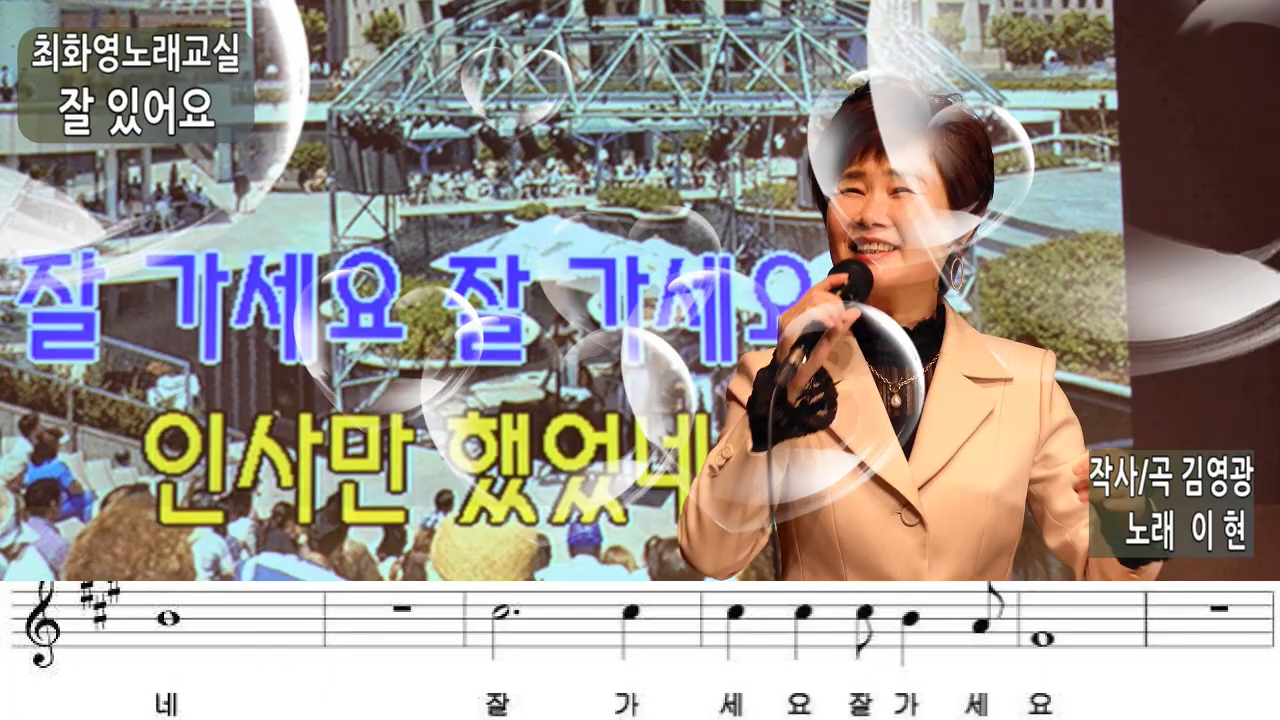 최화영노래교실
잘 있어요
잘 가세요 잘 가세요
인사만 했었네
작사/곡 김영광
노래 이 현
네 잘 가 세 요 잘 가 세 요